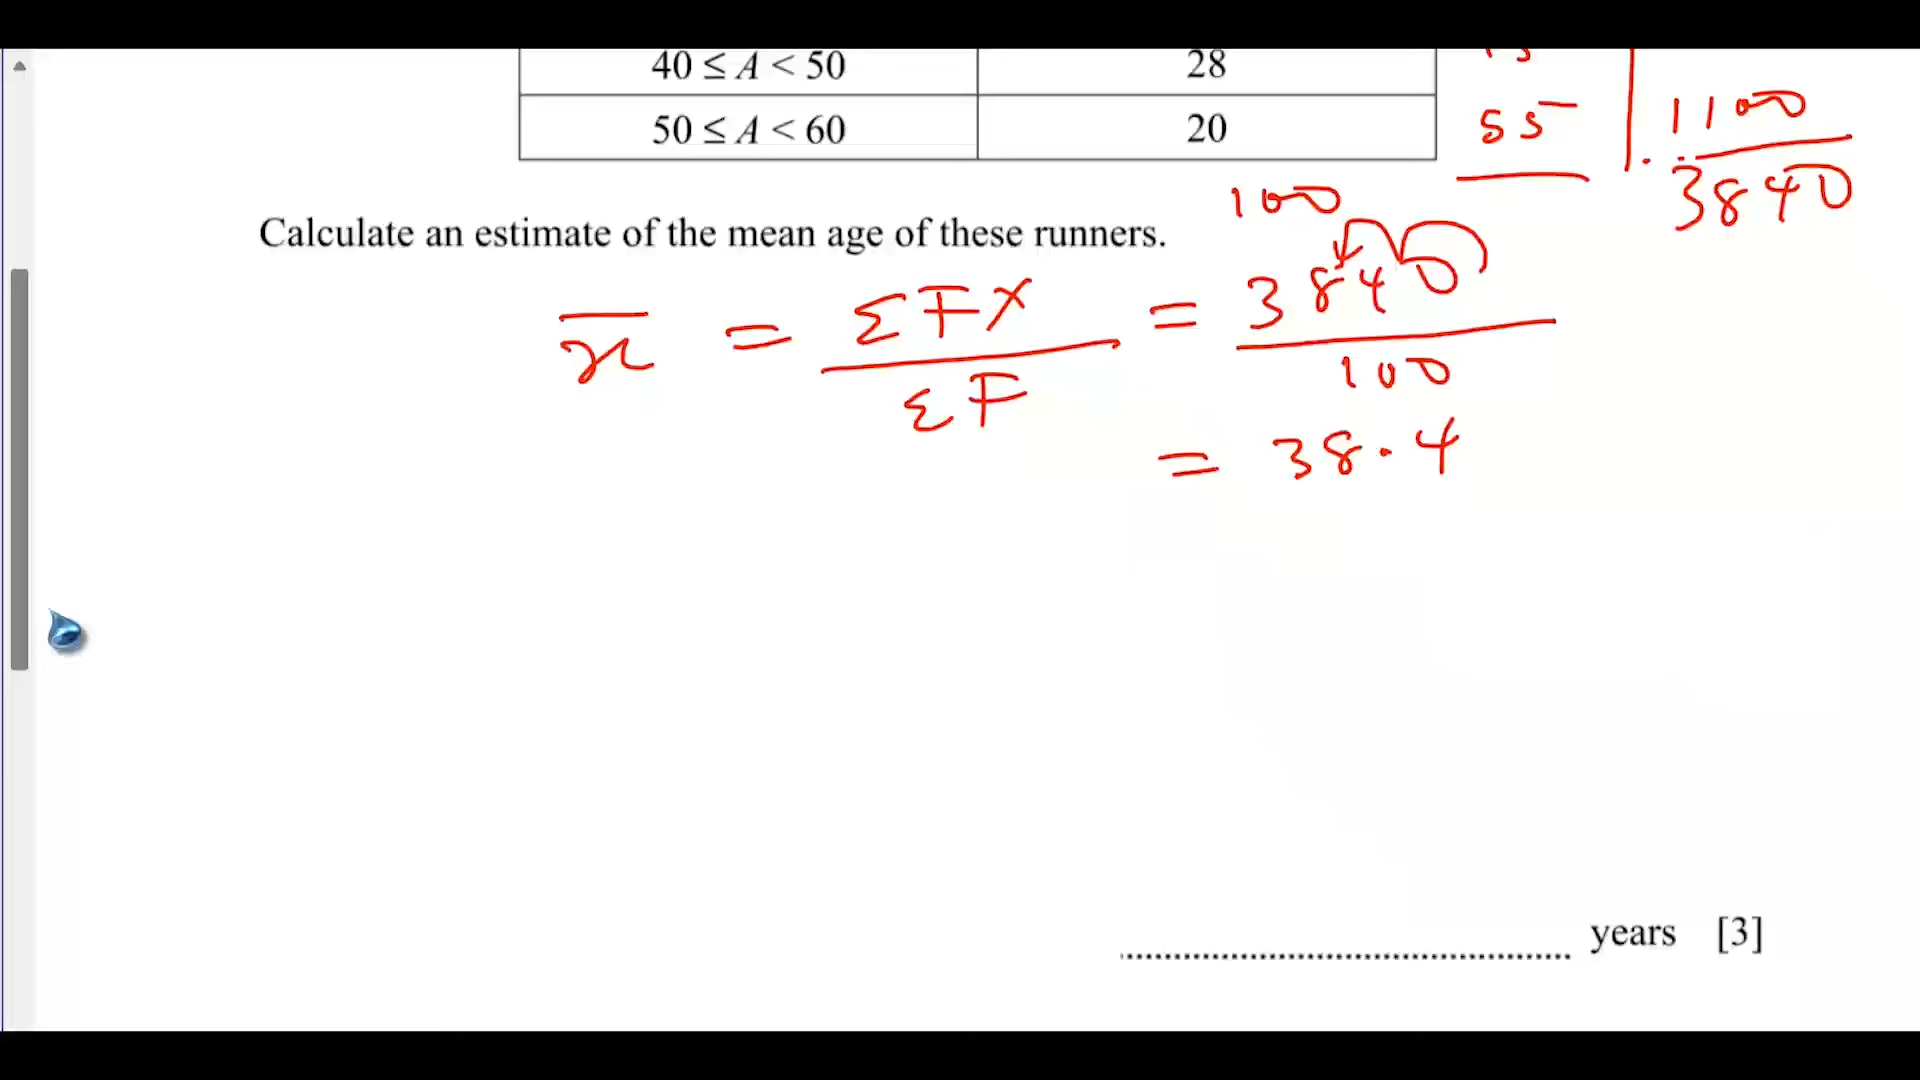 40 ≤ A < 50 28
50 ≤ A < 60 20
55 1100
100 3840
Calculate an estimate of the mean age of these runners.
x̄ = ΣFX / ΣF = 3840 / 100
= 38.4
years [3]